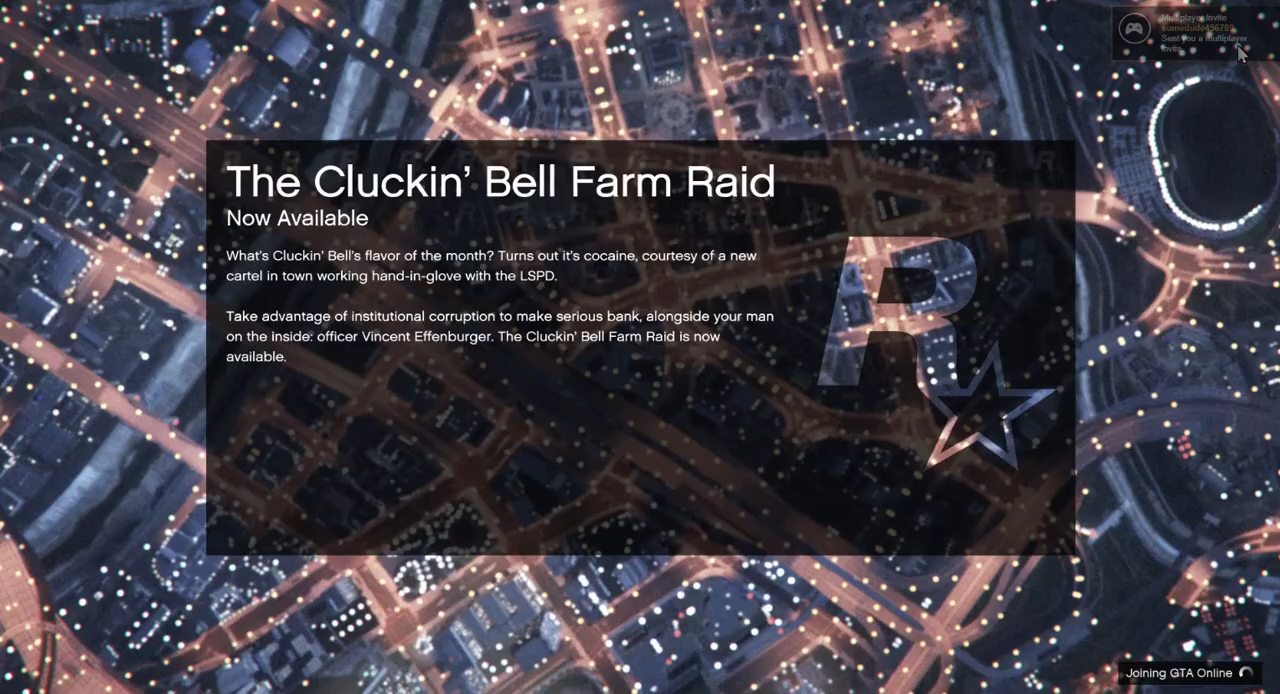 Multiplayer Invite
somedude456789
Sent you a multiplayer
invite
The Cluckin' Bell Farm Raid
Now Available
What's Cluckin' Bell's flavor of the month? Turns out it's cocaine, courtesy of a new
cartel in town working hand-in-glove with the LSPD.
Take advantage of institutional corruption to make serious bank, alongside your man
on the inside: officer Vincent Effenburger. The Cluckin' Bell Farm Raid is now
available.
R
Joining GTA Online